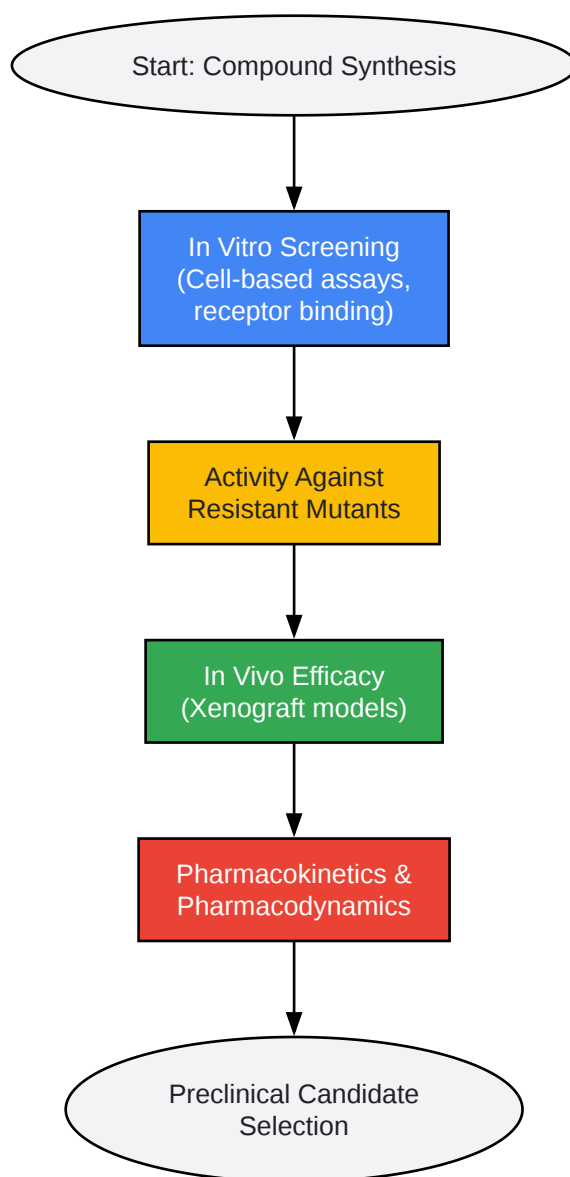 Start: Compound Synthesis
In Vitro Screening
(Cell-based assays,
receptor binding)
Activity Against
Resistant Mutants
In Vivo Efficacy
(Xenograft models)
Pharmacokinetics &
Pharmacodynamics
Preclinical Candidate
Selection